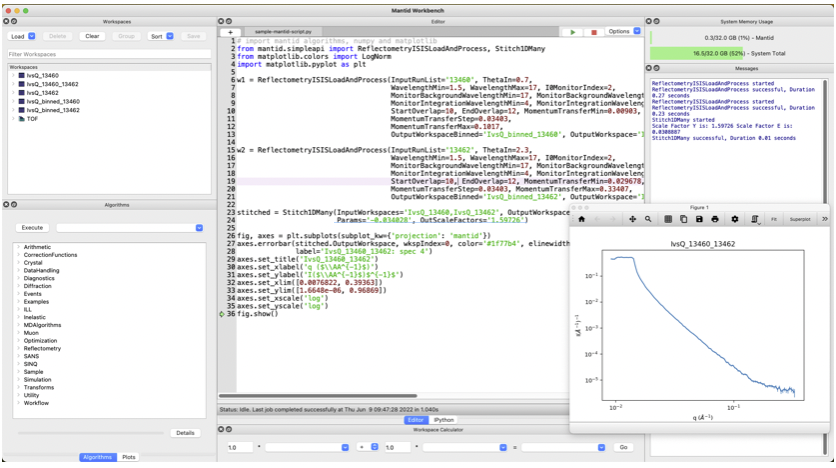 Mantid Workbench
Workspaces
Load
Delete
Clear
Group
Sort
Save
Filter Workspaces
Workspaces
IvsQ_13460
IvsQ_13460_13462
IvsQ_13462
IvsQ_binned_13460
IvsQ_binned_13462
TOF
Algorithms
Execute
Arithmetic
CorrectionFunctions
Crystal
DataHandling
Diagnostics
Diffraction
Events
Examples
ILL
Inelastic
MDAlgorithms
Muon
Optimization
Reflectometry
SANS
SINQ
Sample
Simulation
Transforms
Utility
Workflow
Details
Algorithms Plots
Editor
+ sample-mantid-script.py
Options
1 # import mantid algorithms, numpy and matplotlib
2 from mantid.simpleapi import ReflectometryISISLoadAndProcess, Stitch1DMany
3 from matplotlib.colors import LogNorm
4 import matplotlib.pyplot as plt
5
6 w1 = ReflectometryISISLoadAndProcess(InputRunList='13460', ThetaIn=0.7,
7 WavelengthMin=1.5, WavelengthMax=17, I0MonitorIndex=2,
8 MonitorBackgroundWavelengthMin=17, MonitorBackgroundWavelengt
9 MonitorIntegrationWavelengthMin=4, MonitorIntegrationWaveleng
10 StartOverlap=10, EndOverlap=12, MomentumTransferMin=0.00903,
11 MomentumTransferStep=0.03403,
12 MomentumTransferMax=0.1017,
13 OutputWorkspaceBinned='IvsQ_binned_13460', OutputWorkspace='I
14
15 w2 = ReflectometryISISLoadAndProcess(InputRunList='13462', ThetaIn=2.3,
16 WavelengthMin=1.5, WavelengthMax=17, I0MonitorIndex=2,
17 MonitorBackgroundWavelengthMin=17, MonitorBackgroundWavelengt
18 MonitorIntegrationWavelengthMin=4, MonitorIntegrationWaveleng
19 StartOverlap=10, EndOverlap=12, MomentumTransferMin=0.029678,
20 MomentumTransferStep=0.03403, MomentumTransferMax=0.33407,
21 OutputWorkspaceBinned='IvsQ_binned_13462', OutputWorkspace='I
22
23 stitched = Stitch1DMany(InputWorkspaces='IvsQ_13460,IvsQ_13462', OutputWorkspace
24 Params='-0.034028', OutScaleFactors='1.59726')
25
26 fig, axes = plt.subplots(subplot_kw={'projection': 'mantid'})
27 axes.errorbar(stitched.OutputWorkspace, wkspIndex=0, color='#1f77b4', elinewidth
28 label='IvsQ_13460_13462: spec 4')
29 axes.set_title('IvsQ_13460_13462')
30 axes.set_xlabel('q ($\\AA^{-1}$)')
31 axes.set_ylabel('I($\\AA^{-1}$)$^{-1}$')
32 axes.set_xlim([0.0076822, 0.39363])
33 axes.set_ylim([1.6648e-06, 0.96869])
34 axes.set_xscale('log')
35 axes.set_yscale('log')
36 fig.show()
Status: Idle. Last job completed successfully at Thu Jun 9 09:47:28 2022 in 1.040s
Editor IPython
Workspace Calculator
1.0 * + 1.0 * = Go
System Memory Usage
0.3/32.0 GB (1%) - Mantid
16.5/32.0 GB (52%) - System Total
Messages
ReflectometryISISLoadAndProcess started
ReflectometryISISLoadAndProcess successful, Duration
0.27 seconds
ReflectometryISISLoadAndProcess started
ReflectometryISISLoadAndProcess successful, Duration
0.23 seconds
Stitch1DMany started
Scale Factor Y is: 1.59726 Scale Factor E is:
0.0308887
Stitch1DMany successful, Duration 0.01 seconds
Figure 1
Fit Superplot »
IvsQ_13460_13462
I(Å⁻¹)⁻¹
10⁻¹
10⁻²
10⁻³
10⁻⁴
10⁻⁵
10⁻² 10⁻¹
q (Å⁻¹)